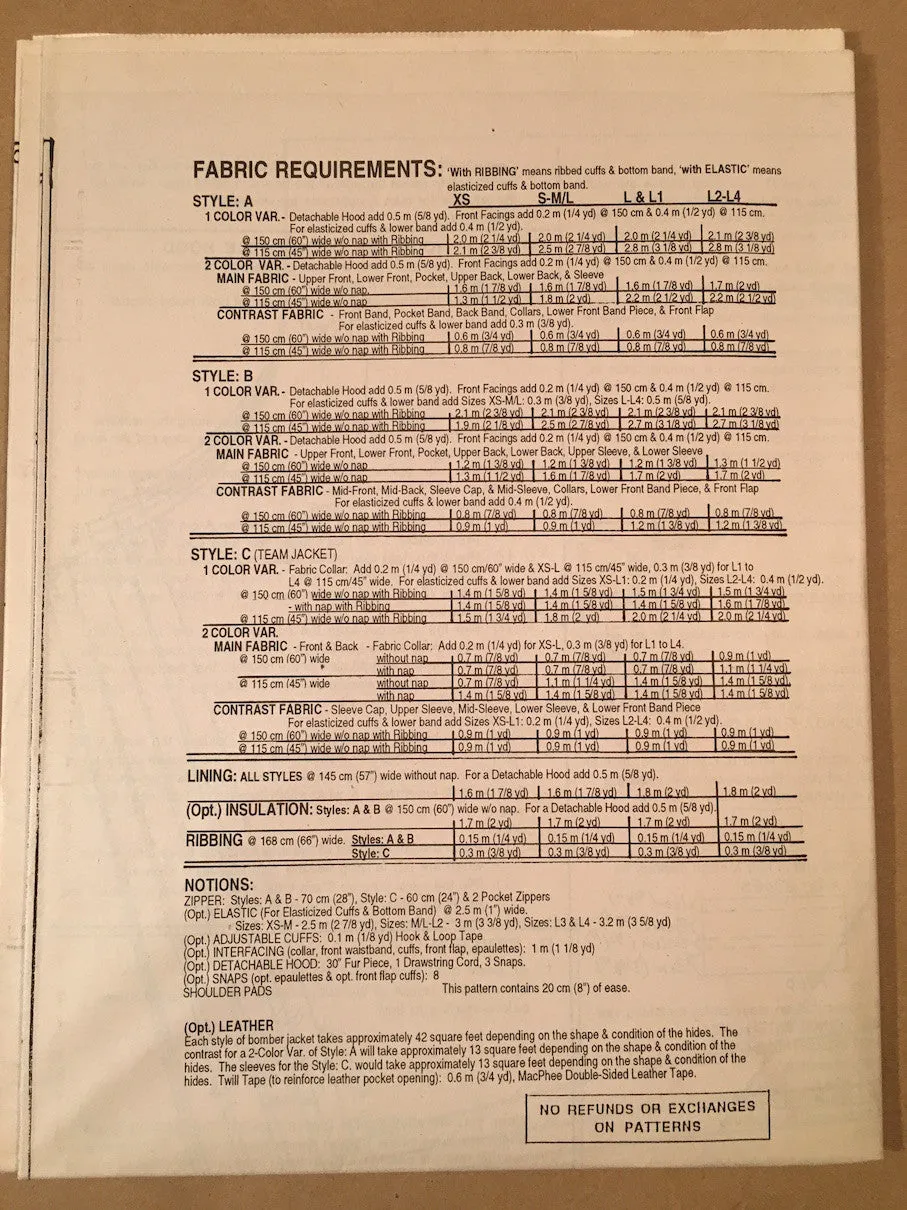 FABRIC REQUIREMENTS: 'With RIBBING' means ribbed cuffs & bottom band, 'with ELASTIC' means
elasticized cuffs & bottom band.
STYLE: A XS S-M/L L & L1 L2-L4
1 COLOR VAR.- Detachable Hood add 0.5 m (5/8 yd). Front Facings add 0.2 m (1/4 yd) @ 150 cm & 0.4 m (1/2 yd) @ 115 cm.
For elasticized cuffs & lower band add 0.4 m (1/2 yd).
@ 150 cm (60") wide w/o nap with Ribbing 2.0 m (2 1/4 yd) 2.0 m (2 1/4 yd) 2.0 m (2 1/4 yd) 2.1 m (2 3/8 yd)
@ 115 cm (45") wide w/o nap with Ribbing 2.1 m (2 3/8 yd) 2.5 m (2 7/8 yd) 2.8 m (3 1/8 yd) 2.8 m (3 1/8 yd)
2 COLOR VAR. - Detachable Hood add 0.5 m (5/8 yd). Front Facings add 0.2 m (1/4 yd) @ 150 cm & 0.4 m (1/2 yd) @ 115 cm.
MAIN FABRIC - Upper Front, Lower Front, Pocket, Upper Back, Lower Back, & Sleeve
@ 150 cm (60") wide w/o nap. 1.6 m (1 7/8 yd) 1.6 m (1 7/8 yd) 1.6 m (1 7/8 yd) 1.7 m (2 yd)
@ 115 cm (45") wide w/o nap 1.3 m (1 1/2 yd) 1.8 m (2 yd) 2.2 m (2 1/2 yd) 2.2 m (2 1/2 yd)
CONTRAST FABRIC - Front Band, Pocket Band, Back Band, Collars, Lower Front Band Piece, & Front Flap
For elasticized cuffs & lower band add 0.3 m (3/8 yd).
@ 150 cm (60") wide w/o nap with Ribbing 0.6 m (3/4 yd) 0.6 m (3/4 yd) 0.6 m (3/4 yd) 0.6 m (3/4 yd)
@ 115 cm (45") wide w/o nap with Ribbing 0.8 m (7/8 yd) 0.8 m (7/8 yd) 0.8 m (7/8 yd) 0.8 m (7/8 yd)
STYLE: B
1 COLOR VAR. - Detachable Hood add 0.5 m (5/8 yd). Front Facings add 0.2 m (1/4 yd) @ 150 cm & 0.4 m (1/2 yd) @ 115 cm.
For elasticized cuffs & lower band add Sizes XS-M/L: 0.3 m (3/8 yd), Sizes L-L4: 0.5 m (5/8 yd).
@ 150 cm (60") wide w/o nap with Ribbing 2.1 m (2 3/8 yd) 2.1 m (2 3/8 yd) 2.1 m (2 3/8 yd) 2.1 m (2 3/8 yd)
@ 115 cm (45") wide w/o nap with Ribbing 1.9 m (2 1/8 yd) 2.5 m (2 7/8 yd) 2.7 m (3 1/8 yd) 2.7 m (3 1/8 yd)
2 COLOR VAR. - Detachable Hood add 0.5 m (5/8 yd). Front Facings add 0.2 m (1/4 yd) @ 150 cm & 0.4 m (1/2 yd) @ 115 cm.
MAIN FABRIC - Upper Front, Lower Front, Pocket, Upper Back, Lower Back, Upper Sleeve, & Lower Sleeve
@ 150 cm (60") wide w/o nap 1.2 m (1 3/8 yd) 1.2 m (1 3/8 yd) 1.2 m (1 3/8 yd) 1.3 m (1 1/2 yd)
@ 115 cm (45") wide w/o nap 1.3 m (1 1/2 yd) 1.6 m (1 7/8 yd) 1.7 m (2 yd) 1.7 m (2 yd)
CONTRAST FABRIC - Mid-Front, Mid-Back, Sleeve Cap, & Mid-Sleeve, Collars, Lower Front Band Piece, & Front Flap
For elasticized cuffs & lower band add 0.4 m (1/2 yd).
@ 150 cm (60") wide w/o nap with Ribbing 0.8 m (7/8 yd) 0.8 m (7/8 yd) 0.8 m (7/8 yd) 0.8 m (7/8 yd)
@ 115 cm (45") wide w/o nap with Ribbing 0.9 m (1 yd) 0.9 m (1 yd) 1.2 m (1 3/8 yd) 1.2 m (1 3/8 yd)
STYLE: C (TEAM JACKET)
1 COLOR VAR. - Fabric Collar: Add 0.2 m (1/4 yd) @ 150 cm/60" wide & XS-L @ 115 cm/45" wide, 0.3 m (3/8 yd) for L1 to
L4 @ 115 cm/45" wide. For elasticized cuffs & lower band add Sizes XS-L1: 0.2 m (1/4 yd), Sizes L2-L4: 0.4 m (1/2 yd).
@ 150 cm (60") wide w/o nap with Ribbing 1.4 m (1 5/8 yd) 1.4 m (1 5/8 yd) 1.5 m (1 3/4 yd) 1.5 m (1 3/4 yd)
- with nap with Ribbing 1.4 m (1 5/8 yd) 1.4 m (1 5/8 yd) 1.4 m (1 5/8 yd) 1.6 m (1 7/8 yd)
@ 115 cm (45") wide w/o nap with Ribbing 1.5 m (1 3/4 yd) 1.8 m (2 yd) 2.0 m (2 1/4 yd) 2.0 m (2 1/4 yd)
2 COLOR VAR.
MAIN FABRIC - Front & Back - Fabric Collar: Add 0.2 m (1/4 yd) for XS-L, 0.3 m (3/8 yd) for L1 to L4.
@ 150 cm (60") wide without nap 0.7 m (7/8 yd) 0.7 m (7/8 yd) 0.7 m (7/8 yd) 0.9 m (1 yd)
with nap 0.7 m (7/8 yd) 0.7 m (7/8 yd) 0.7 m (7/8 yd) 1.1 m (1 1/4 yd)
@ 115 cm (45") wide without nap 0.7 m (7/8 yd) 1.1 m (1 1/4 yd) 1.4 m (1 5/8 yd) 1.4 m (1 5/8 yd)
with nap 1.4 m (1 5/8 yd) 1.4 m (1 5/8 yd) 1.4 m (1 5/8 yd) 1.4 m (1 5/8 yd)
CONTRAST FABRIC - Sleeve Cap, Upper Sleeve, Mid-Sleeve, Lower Sleeve, & Lower Front Band Piece
For elasticized cuffs & lower band add Sizes XS-L1: 0.2 m (1/4 yd), Sizes L2-L4: 0.4 m (1/2 yd).
@ 150 cm (60") wide w/o nap with Ribbing 0.9 m (1 yd) 0.9 m (1 yd) 0.9 m (1 yd) 0.9 m (1 yd)
@ 115 cm (45") wide w/o nap with Ribbing 0.9 m (1 yd) 0.9 m (1 yd) 0.9 m (1 yd) 0.9 m (1 yd)
LINING: ALL STYLES @ 145 cm (57") wide without nap. For a Detachable Hood add 0.5 m (5/8 yd).
1.6 m (1 7/8 yd) 1.6 m (1 7/8 yd) 1.8 m (2 yd) 1.8 m (2 yd)
(Opt.) INSULATION: Styles: A & B @ 150 cm (60") wide w/o nap. For a Detachable Hood add 0.5 m (5/8 yd).
1.7 m (2 yd) 1.7 m (2 yd) 1.7 m (2 yd) 1.7 m (2 yd)
RIBBING @ 168 cm (66") wide. Styles: A & B 0.15 m (1/4 yd) 0.15 m (1/4 yd) 0.15 m (1/4 yd) 0.15 m (1/4 yd)
Style: C 0.3 m (3/8 yd) 0.3 m (3/8 yd) 0.3 m (3/8 yd) 0.3 m (3/8 yd)
NOTIONS:
ZIPPER: Styles: A & B - 70 cm (28"), Style: C - 60 cm (24") & 2 Pocket Zippers
(Opt.) ELASTIC (For Elasticized Cuffs & Bottom Band) @ 2.5 m (1") wide.
Sizes: XS-M - 2.5 m (2 7/8 yd), Sizes: M/L-L2 - 3 m (3 3/8 yd), Sizes: L3 & L4 - 3.2 m (3 5/8 yd)
(Opt.) ADJUSTABLE CUFFS: 0.1 m (1/8 yd) Hook & Loop Tape
(Opt.) INTERFACING (collar, front waistband, cuffs, front flap, epaulettes): 1 m (1 1/8 yd)
(Opt.) DETACHABLE HOOD: 30" Fur Piece, 1 Drawstring Cord, 3 Snaps.
(Opt.) SNAPS (opt. epaulettes & opt. front flap cuffs): 8
SHOULDER PADS This pattern contains 20 cm (8") of ease.
(Opt.) LEATHER
Each style of bomber jacket takes approximately 42 square feet depending on the shape & condition of the hides. The
contrast for a 2-Color Var. of Style: A will take approximately 13 square feet depending on the shape & condition of the
hides. The sleeves for the Style: C. would take approximately 13 square feet depending on the shape & condition of the
hides. Twill Tape (to reinforce leather pocket opening): 0.6 m (3/4 yd), MacPhee Double-Sided Leather Tape.
NO REFUNDS OR EXCHANGES
ON PATTERNS